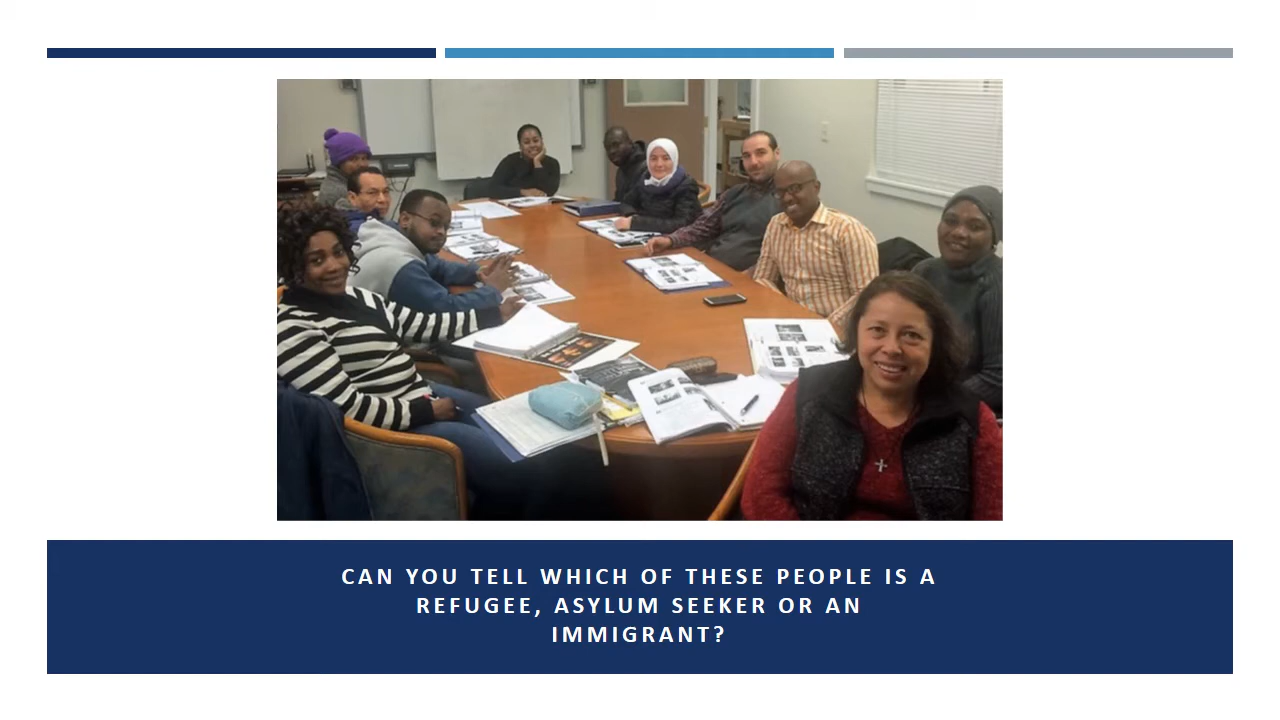 CAN YOU TELL WHICH OF THESE PEOPLE IS A
REFUGEE, ASYLUM SEEKER OR AN
IMMIGRANT?